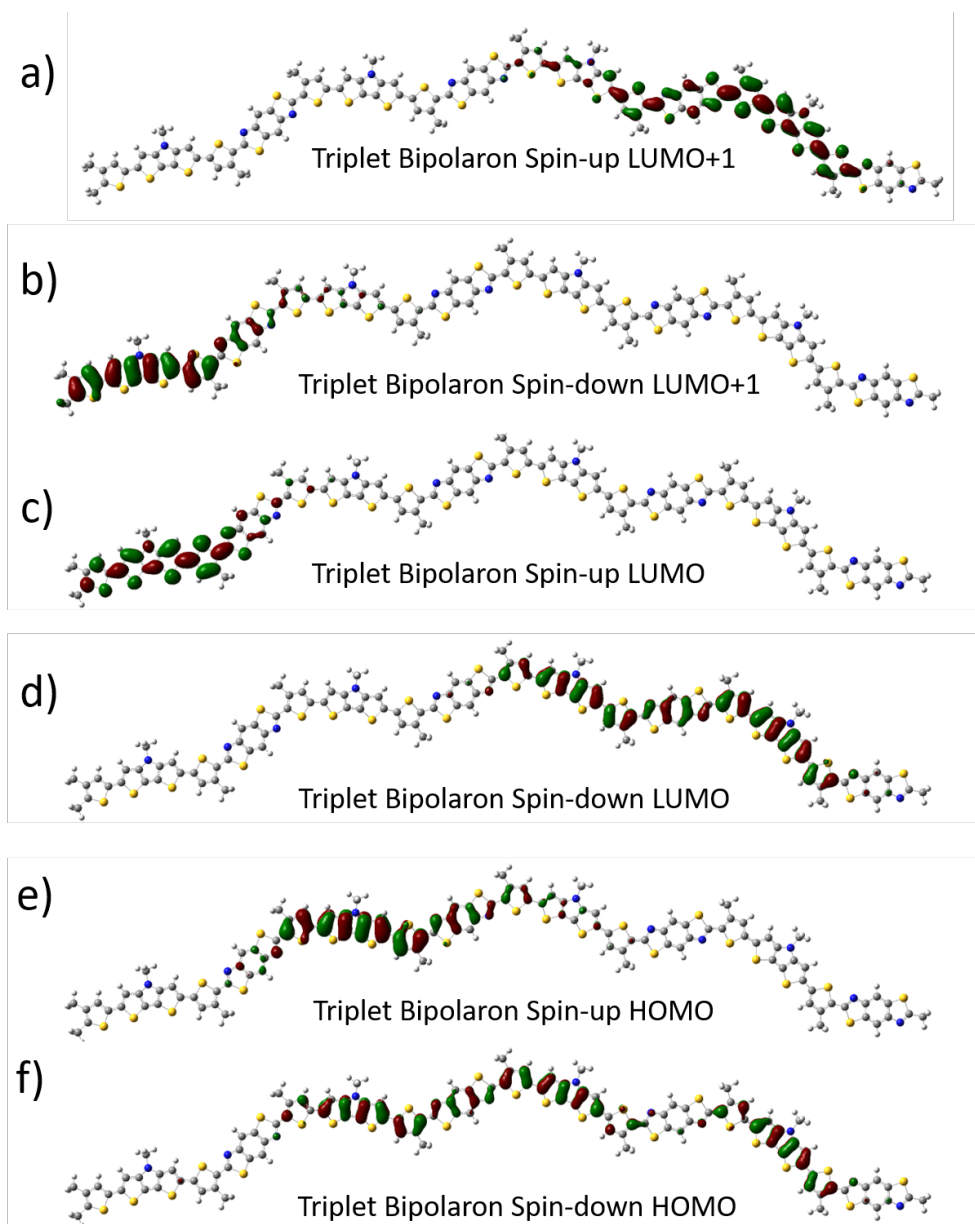 a)
Triplet Bipolaron Spin-up LUMO+1
b)
Triplet Bipolaron Spin-down LUMO+1
c)
Triplet Bipolaron Spin-up LUMO
d)
Triplet Bipolaron Spin-down LUMO
e)
Triplet Bipolaron Spin-up HOMO
f)
Triplet Bipolaron Spin-down HOMO